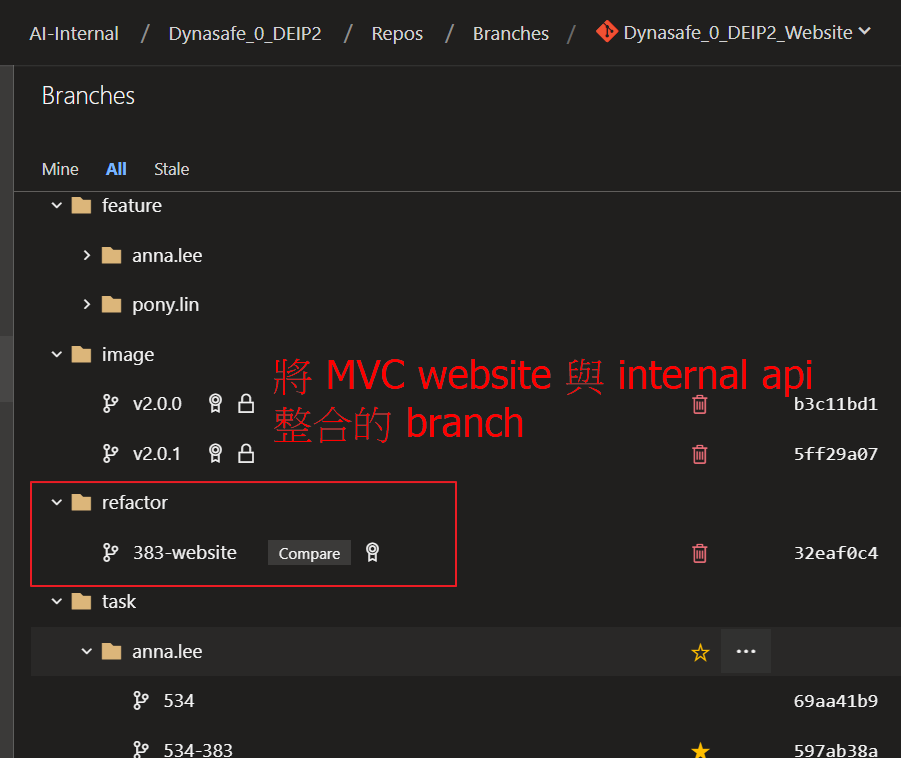 AI-Internal / Dynasafe_0_DEIP2 / Repos / Branches / Dynasafe_0_DEIP2_Website
Branches
Mine All Stale
feature
anna.lee
pony.lin
image
將 MVC website 與 internal api
v2.0.0 b3c11bd1
整合的 branch
v2.0.1 5ff29a07
refactor
383-website Compare 32eaf0c4
task
anna.lee ...
534 69aa41b9
534-383 597ab38a